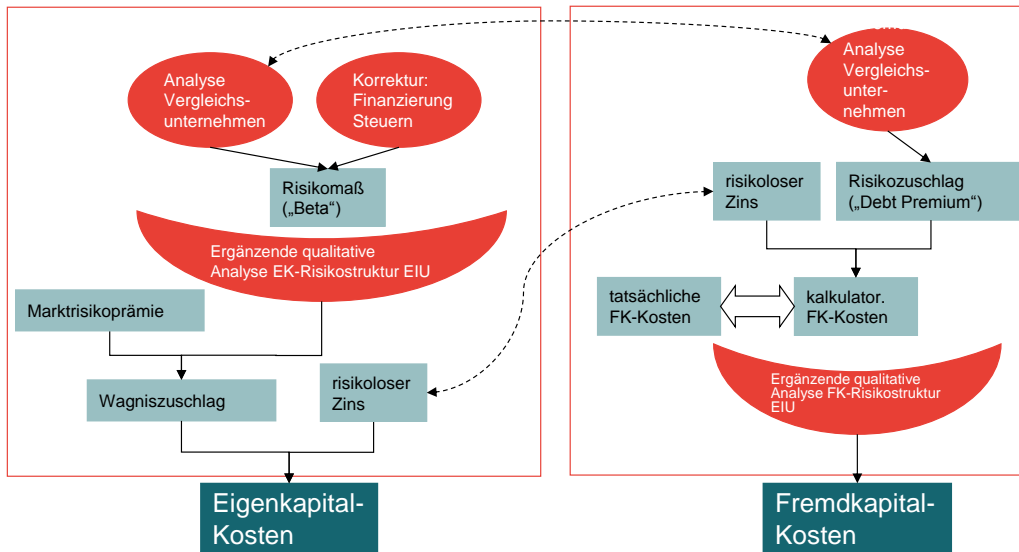 Analyse
Vergleichs-
unternehmen
Korrektur:
Finanzierung
Steuern
Risikomaß
(„Beta“)
Ergänzende qualitative
Analyse EK-Risikostruktur EIU
Marktrisikoprämie
Wagniszuschlag
risikoloser
Zins
Eigenkapital-
Kosten
Analyse
Vergleichs-
unter-
nehmen
risikoloser
Zins
Risikozuschlag
(„Debt Premium“)
tatsächliche
FK-Kosten
kalkulator.
FK-Kosten
Ergänzende qualitative
Analyse FK-Risikostruktur
EIU
Fremdkapital-
Kosten